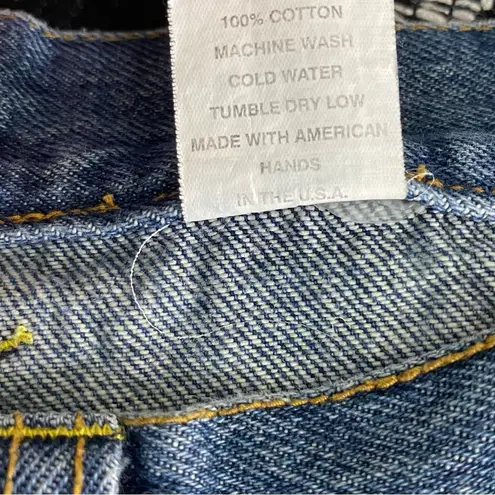 100% COTTON
MACHINE WASH
COLD WATER
TUMBLE DRY LOW
MADE WITH AMERICAN
HANDS
IN THE U.S.A.